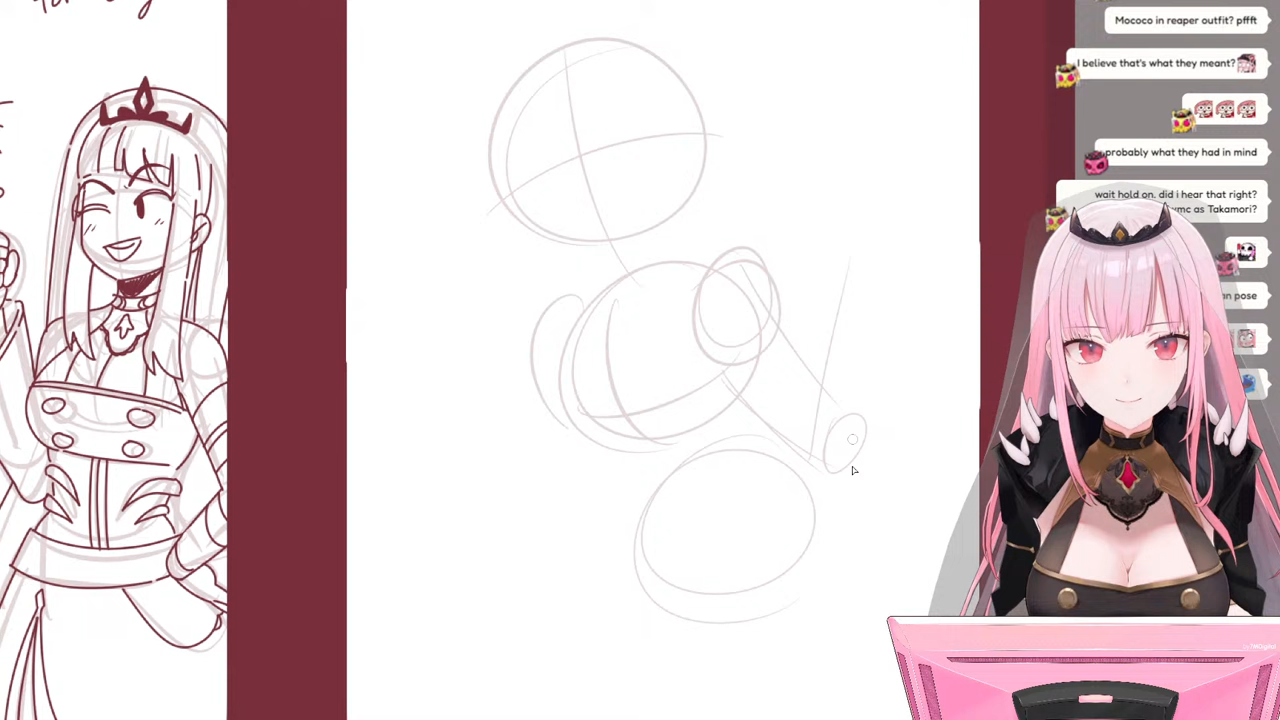 Mococo in reaper outfit? pffft
I believe that's what they meant?
probably what they had in mind
wait hold on. did i hear that right?
as Takamori?
an pose